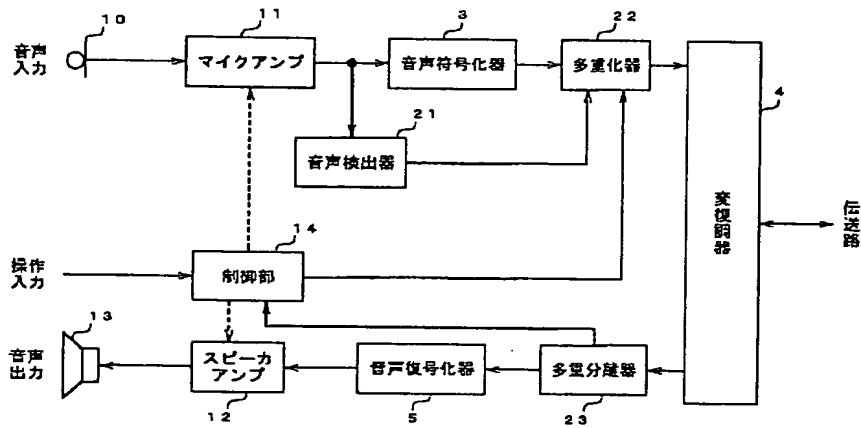 10
11
3
22
音声
入力
マイクアンプ
音声符号化器
多重化器
4
21
音声検出器
変復調器
伝送路
14
操作
入力
制御部
13
音声
出力
スピーカ
アンプ
音声復号化器
多重分離器
12
5
23